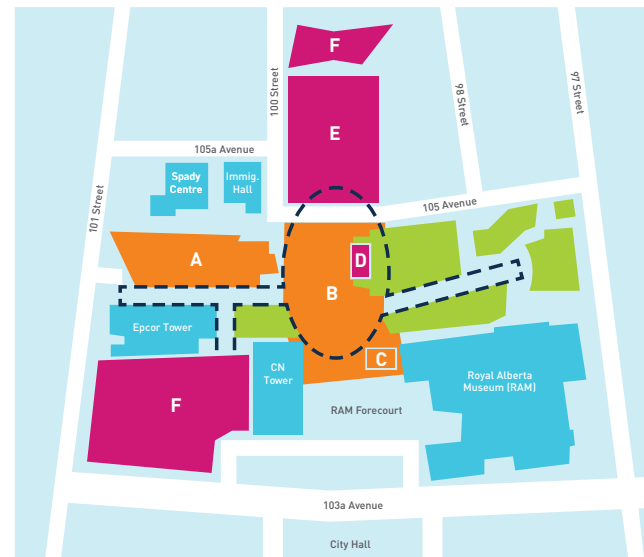 F
100 Street
98 Street
97 Street
E
105a Avenue
Spady
Centre
Immig.
Hall
101 Street
105 Avenue
A
D
B
Epcor Tower
C
CN
Tower
Royal Alberta
Museum (RAM)
F
RAM Forecourt
103a Avenue
City Hall